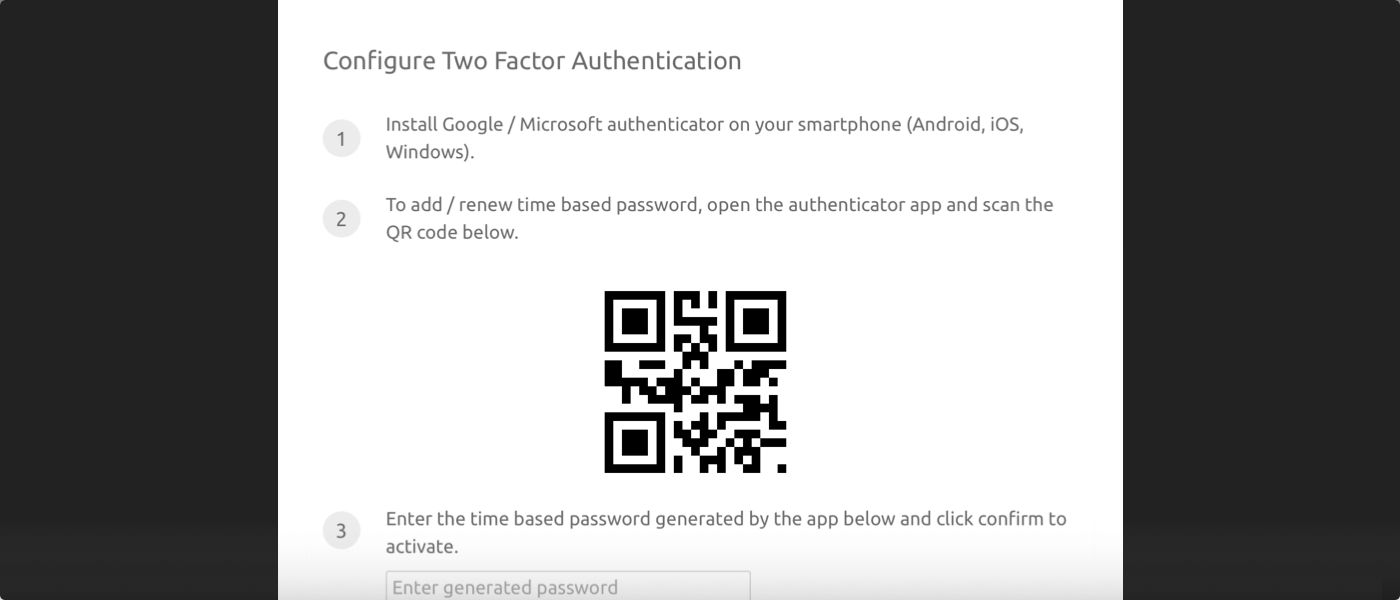 Configure Two Factor Authentication
1
Install Google / Microsoft authenticator on your smartphone (Android, iOS,
Windows).
2
To add / renew time based password, open the authenticator app and scan the
QR code below.
3
Enter the time based password generated by the app below and click confirm to
activate.
Enter generated password